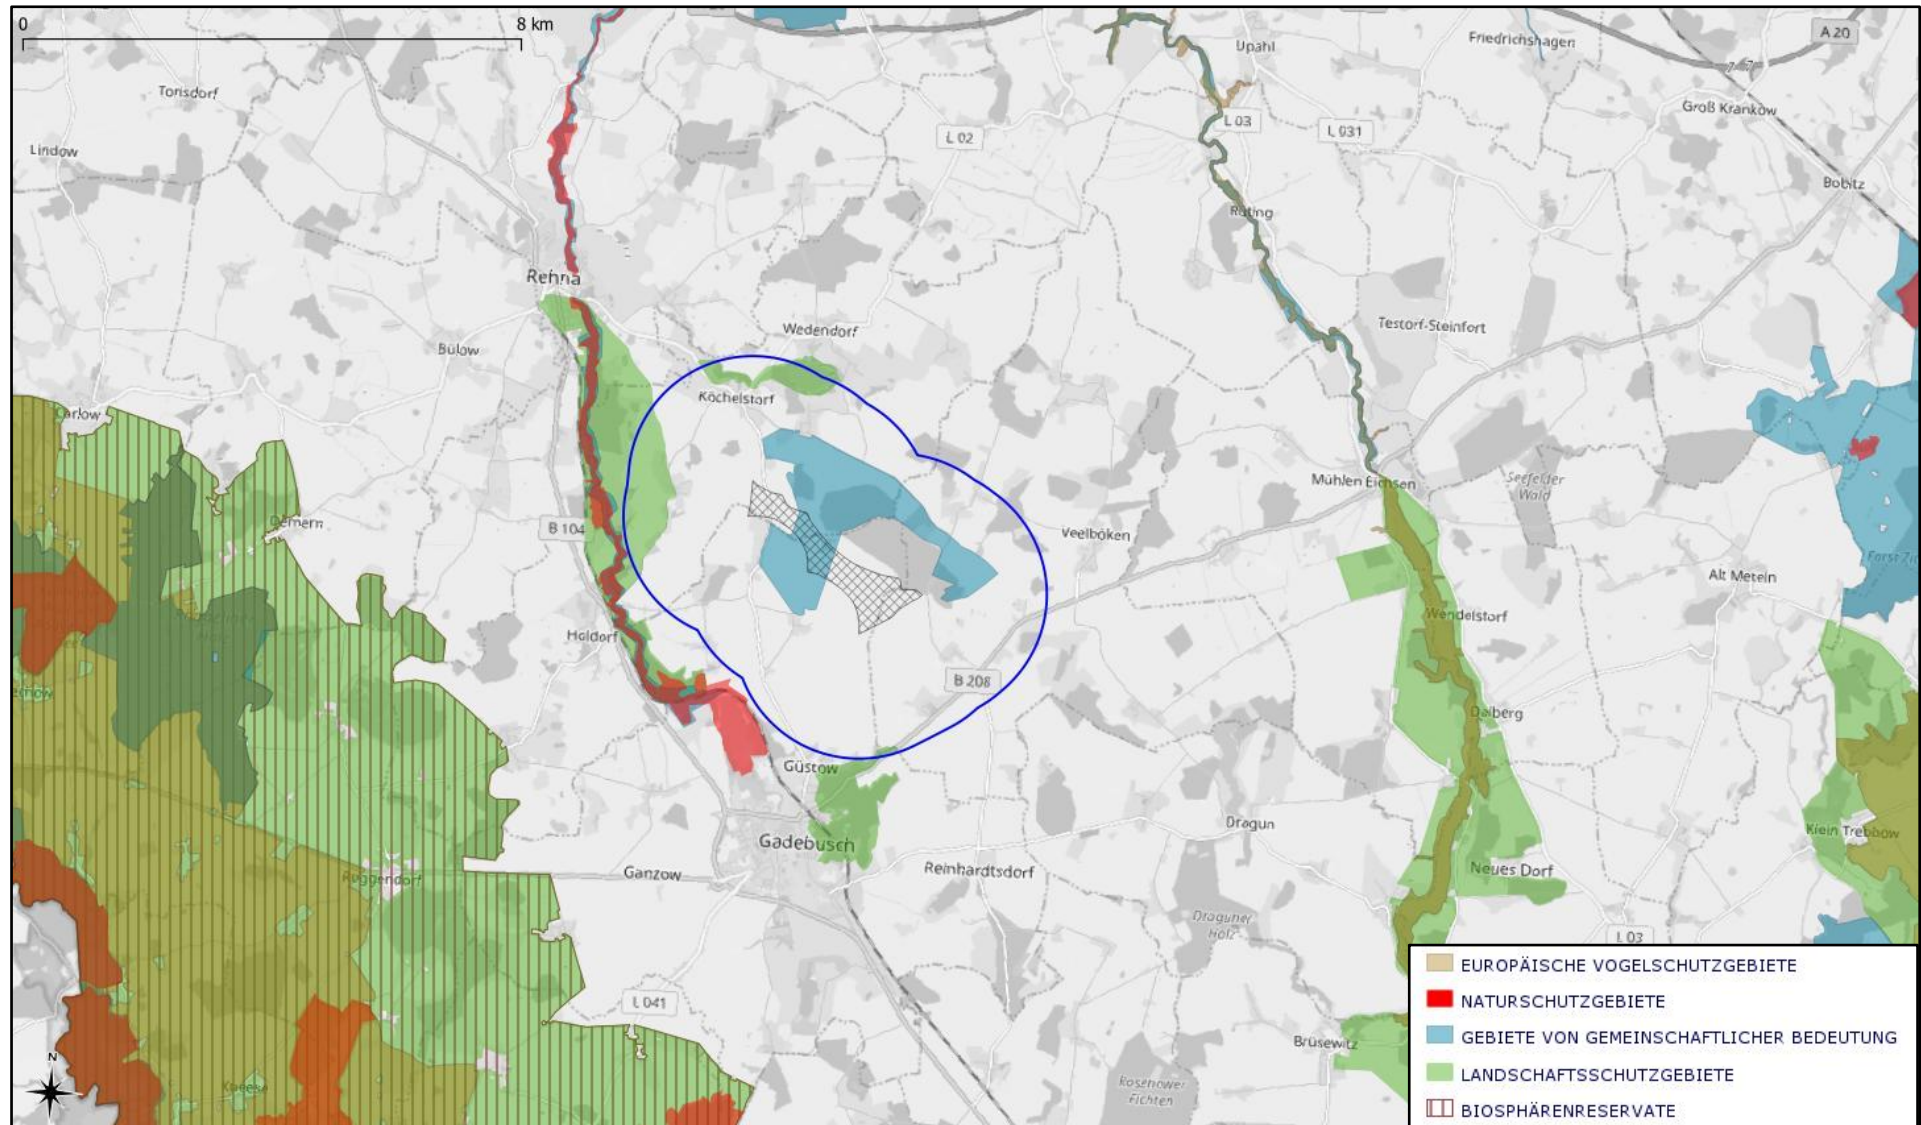 0 8 km
Upahl
Friedrichshagen
A 20
Torisdorf
Groß Krankow
L 03
L 031
L 02
Lindow
Bobitz
Rüting
Rehna
Testorf-Steinfort
Wedendorf
Bülow
Köchelstorf
Carlow
Mühlen Eichsen
Seefelder
Wald
Demern
B 104
Veelböken
Alt Meteln
Wendelstorf
Holdorf
B 208
Dalberg
Güstow
Dragun
Klein Trebbow
Gadebusch
Ganzow
Reinhardtsdorf
Neues Dorf
Roggendorf
Draguner
Holz
L 03
L 041
Brüsewitz
N
Kneese
Rosenower
Fichten
EUROPÄISCHE VOGELSCHUTZGEBIETE
NATURSCHUTZGEBIETE
GEBIETE VON GEMEINSCHAFTLICHER BEDEUTUNG
LANDSCHAFTSSCHUTZGEBIETE
BIOSPHÄRENRESERVATE